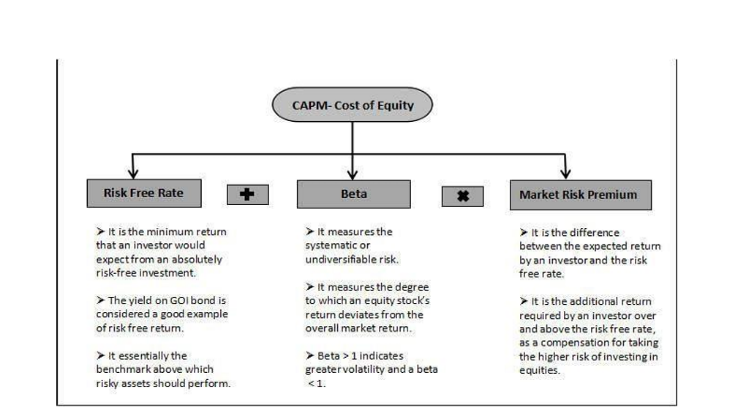 CAPM- Cost of Equity
Risk Free Rate
Beta
Market Risk Premium
➤ It is the minimum return
that an investor would
expect from an absolutely
risk-free investment.
➤ The yield on GOI bond is
considered a good example
of risk free return.
➤ It essentially the
benchmark above which
risky assets should perform.
➤ It measures the
systematic or
undiversifiable risk.
➤ It measures the degree
to which an equity stock's
return deviates from the
overall market return.
➤ Beta > 1 indicates
greater volatility and a beta
< 1.
➤ It is the difference
between the expected return
by an investor and the risk
free rate.
➤ It is the additional return
required by an investor over
and above the risk free rate,
as a compensation for taking
the higher risk of investing in
equities.